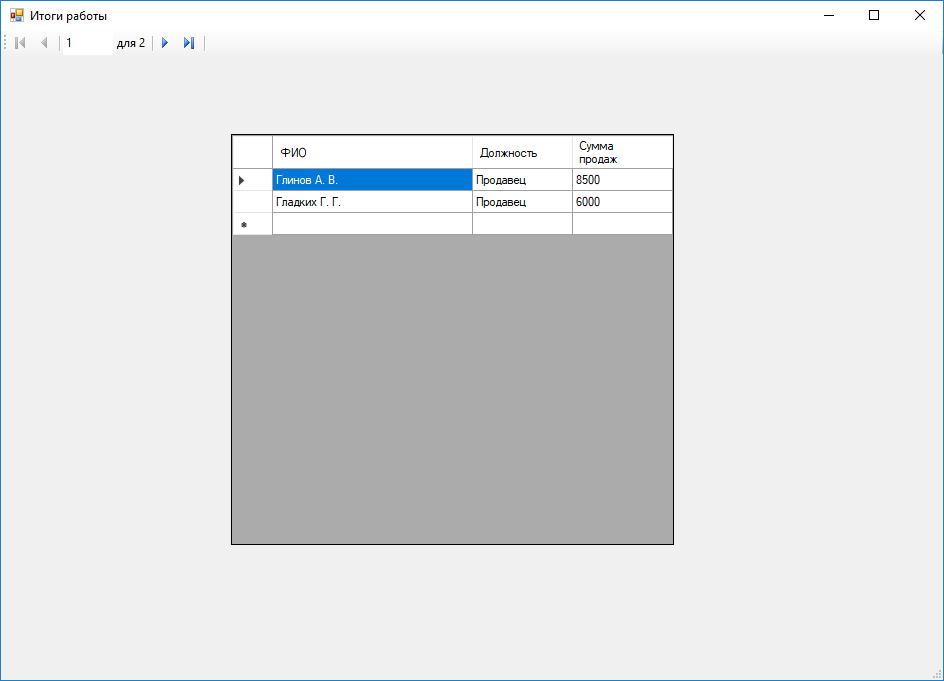 Итоги работы
1 для 2
ФИО Должность Сумма продаж
Глинов А. В. Продавец 8500
Гладких Г. Г. Продавец 6000